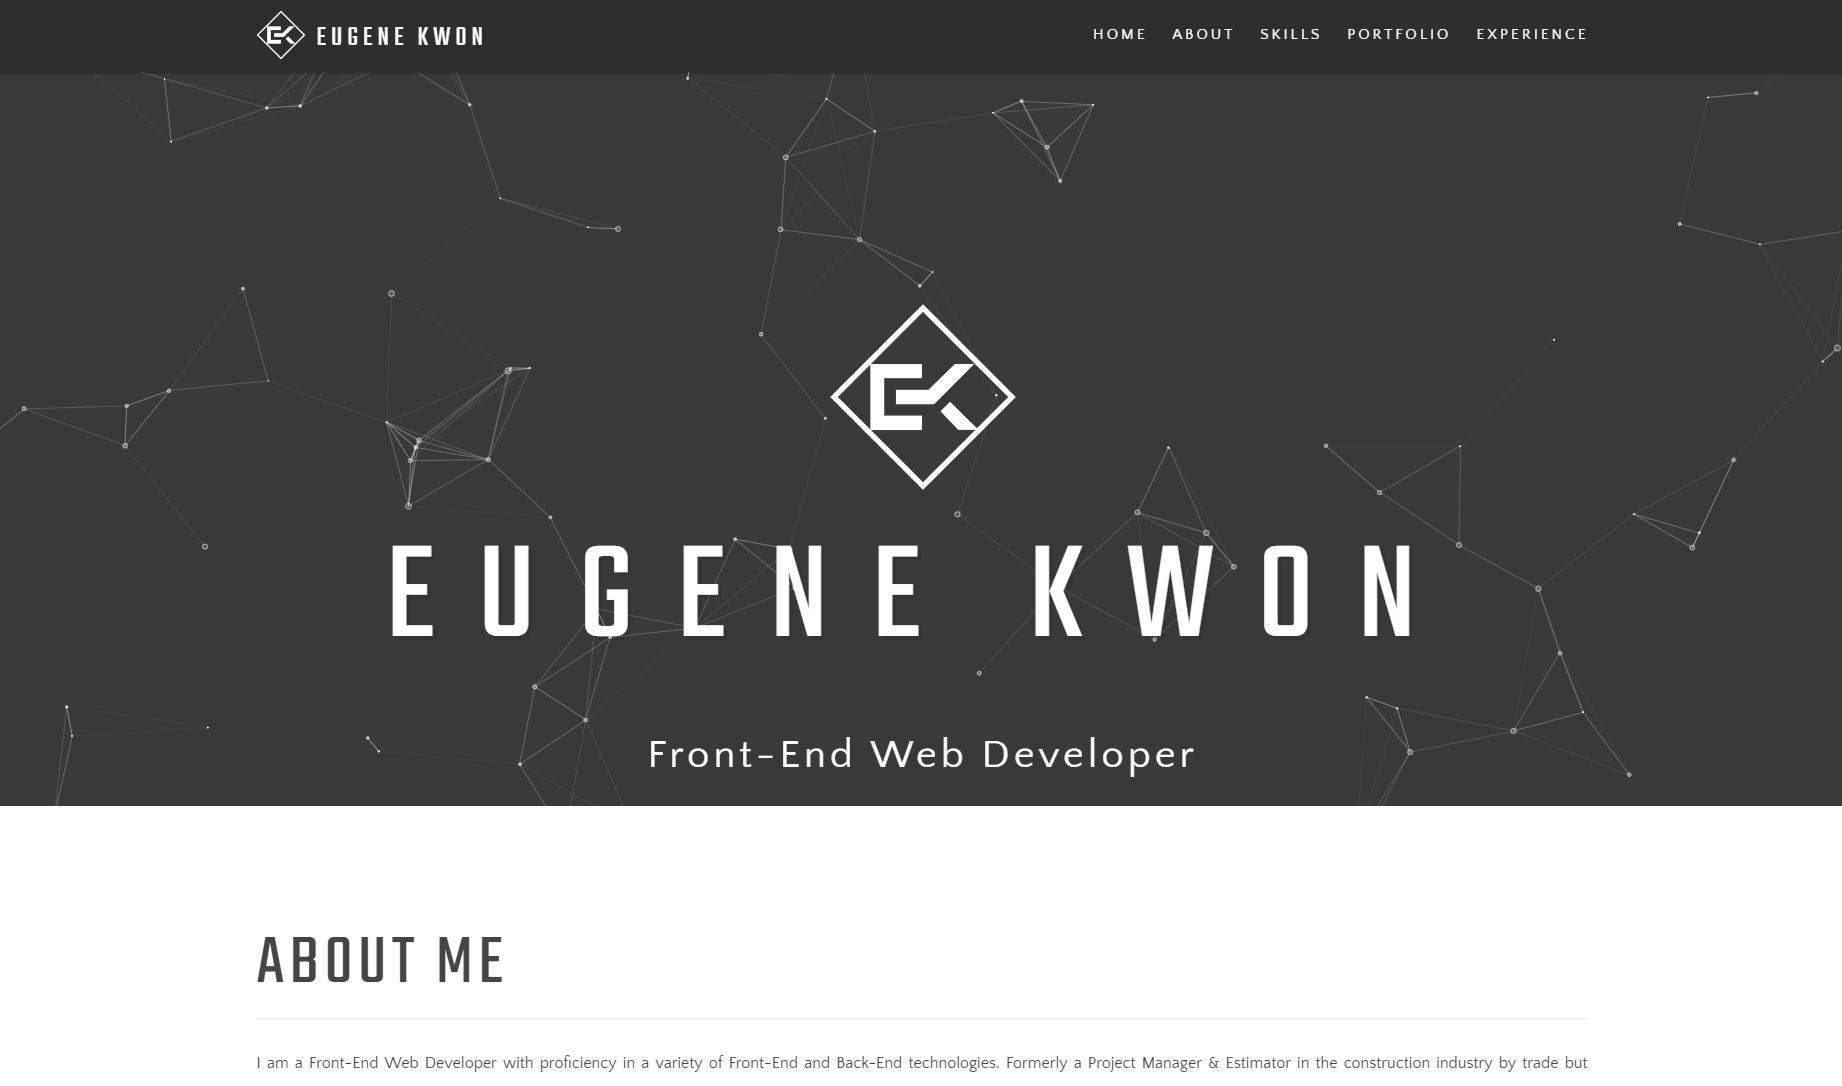 EK EUGENE KWON
HOME ABOUT SKILLS PORTFOLIO EXPERIENCE
EK
EUGENE KWON
Front-End Web Developer
ABOUT ME
I am a Front-End Web Developer with proficiency in a variety of Front-End and Back-End technologies. Formerly a Project Manager & Estimator in the construction industry by trade but